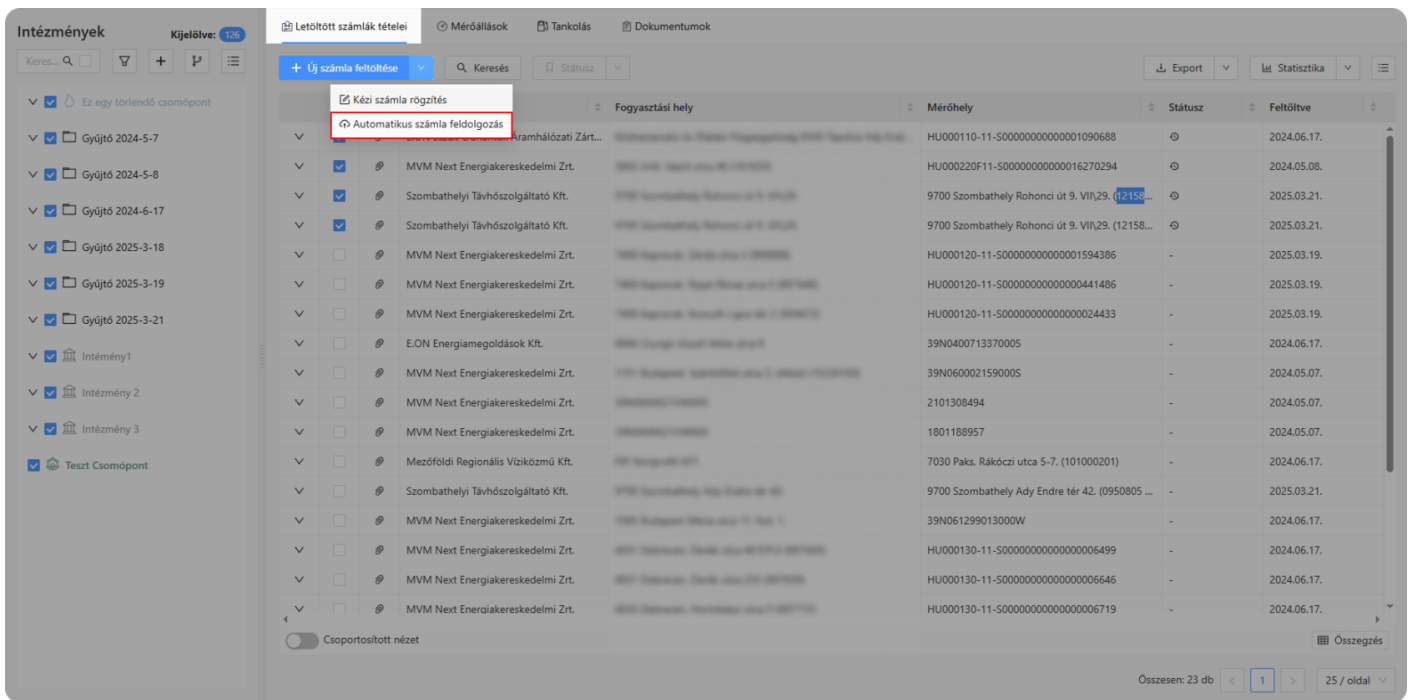 Intézmények
Kijelölve: 126
Keres...
Ez egy törlendő csomópont
Gyűjtő 2024-5-7
Gyűjtő 2024-5-8
Gyűjtő 2024-6-17
Gyűjtő 2025-3-18
Gyűjtő 2025-3-19
Gyűjtő 2025-3-21
Intémény1
Intézmény 2
Intézmény 3
Teszt Csomópont
Letöltött számlák tételei Mérőállások Tankolás Dokumentumok
+ Új számla feltöltése Keresés Státusz Export Statisztika
Kézi számla rögzítés
Automatikus számla feldolgozás
Fogyasztási hely Mérőhely Státusz Feltöltve
Áramhálózati Zárt... HU000110-11-S00000000000001090688 2024.06.17.
MVM Next Energiakereskedelmi Zrt. HU000220F11-S00000000000016270294 2024.05.08.
Szombathelyi Távhőszolgáltató Kft. 9700 Szombathely Rohonci út 9. VII\29. (12158... 2025.03.21.
Szombathelyi Távhőszolgáltató Kft. 9700 Szombathely Rohonci út 9. VII\29. (12158... 2025.03.21.
MVM Next Energiakereskedelmi Zrt. HU000120-11-S00000000000001594386 - 2025.03.19.
MVM Next Energiakereskedelmi Zrt. HU000120-11-S00000000000000441486 - 2025.03.19.
MVM Next Energiakereskedelmi Zrt. HU000120-11-S00000000000000024433 - 2025.03.19.
E.ON Energiamegoldások Kft. 39N040071337000S - 2024.06.17.
MVM Next Energiakereskedelmi Zrt. 39N060002159000S - 2024.05.07.
MVM Next Energiakereskedelmi Zrt. 2101308494 - 2024.05.07.
MVM Next Energiakereskedelmi Zrt. 1801188957 - 2024.05.07.
Mezőföldi Regionális Víziközmű Kft. 7030 Paks, Rákóczi utca 5-7. (101000201) - 2024.06.17.
Szombathelyi Távhőszolgáltató Kft. 9700 Szombathely Ady Endre tér 42. (0950805 ... - 2025.03.21.
MVM Next Energiakereskedelmi Zrt. 39N061299013000W - 2024.06.17.
MVM Next Energiakereskedelmi Zrt. HU000130-11-S00000000000000006499 - 2024.06.17.
MVM Next Energiakereskedelmi Zrt. HU000130-11-S00000000000000006646 - 2024.06.17.
MVM Next Energiakereskedelmi Zrt. HU000130-11-S00000000000000006719 - 2024.06.17.
Csoportosított nézet Összegzés
Összesen: 23 db < 1 > 25 / oldal